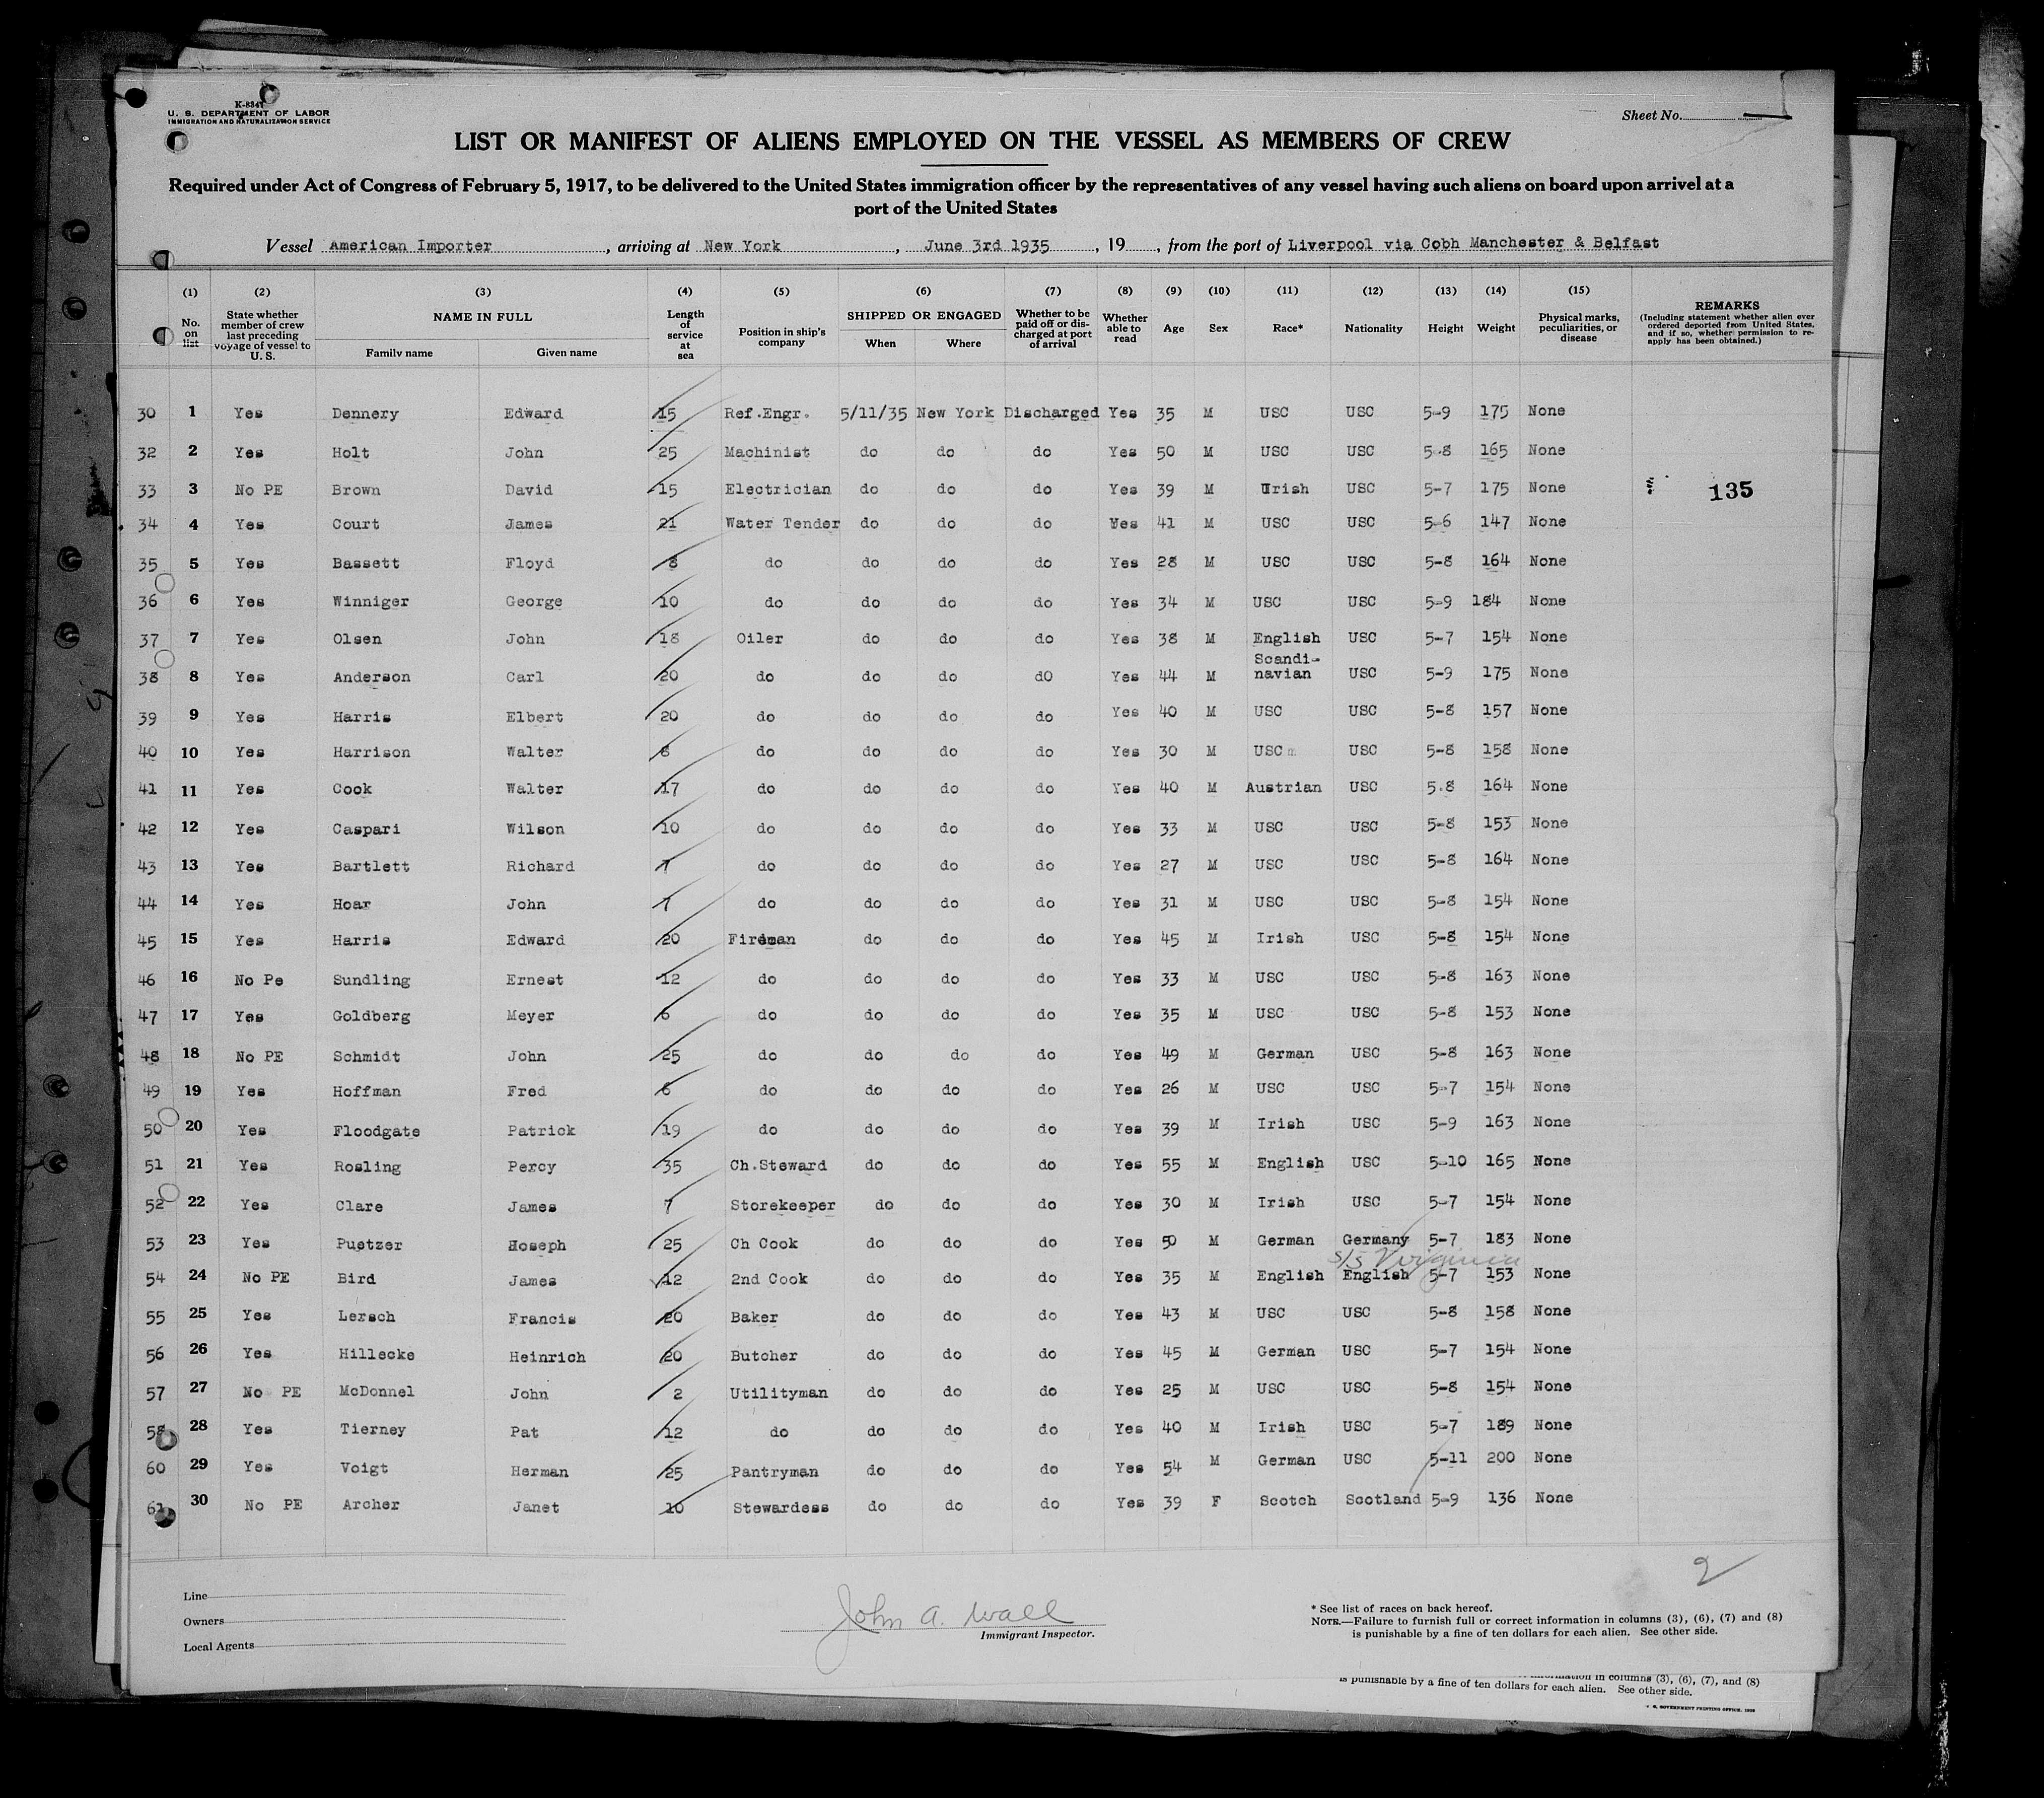 K-8347
U. S. DEPARTMENT OF LABOR
IMMIGRATION AND NATURALIZATION SERVICE
Sheet No.
LIST OR MANIFEST OF ALIENS EMPLOYED ON THE VESSEL AS MEMBERS OF CREW
Required under Act of Congress of February 5, 1917, to be delivered to the United States immigration officer by the representatives of any vessel having such aliens on board upon arrival at a
port of the United States
Vessel American Importer, arriving at New York, June 3rd 1935, 19, from the port of Liverpool via Cobh Manchester & Belfast
(1) (2) (3) (4) (5) (6) (7) (8) (9) (10) (11) (12) (13) (14) (15)
No. on list State whether member of crew last preceding voyage of vessel to U. S. NAME IN FULL Family name Given name Length of service at sea Position in ship's company SHIPPED OR ENGAGED When Where Whether to be paid off or discharged at port of arrival Whether able to read Age Sex Race* Nationality Height Weight Physical marks, peculiarities, or disease REMARKS (Including statement whether alien ever ordered deported from United States, and if so, whether permission to re-apply has been obtained.)
30 1 Yes Dennery Edward 15 Ref.Engr. 5/11/35 New York Discharged Yes 35 M USC USC 5-9 175 None
32 2 Yes Holt John 25 Machinist do do do Yes 50 M USC USC 5-8 165 None
33 3 No PE Brown David 15 Electrician do do do Yes 39 M Irish USC 5-7 175 None 135
34 4 Yes Court James 21 Water Tender do do do Yes 41 M USC USC 5-6 147 None
35 5 Yes Bassett Floyd 8 do do do do Yes 28 M USC USC 5-8 164 None
36 6 Yes Winniger George 10 do do do do Yes 34 M USC USC 5-9 184 None
37 7 Yes Olsen John 18 Oiler do do do Yes 38 M English USC 5-7 154 None
38 8 Yes Anderson Carl 20 do do do dO Yes 44 M Scandi-navian USC 5-9 175 None
39 9 Yes Harris Elbert 20 do do do do Yes 40 M USC USC 5-8 157 None
40 10 Yes Harrison Walter 8 do do do do Yes 30 M USC USC 5-8 158 None
41 11 Yes Cook Walter 17 do do do do Yes 40 M Austrian USC 5.8 164 None
42 12 Yes Caspari Wilson 10 do do do do Yes 33 M USC USC 5-8 153 None
43 13 Yes Bartlett Richard 7 do do do do Yes 27 M USC USC 5-8 164 None
44 14 Yes Hoar John 7 do do do do Yes 31 M USC USC 5-8 154 None
45 15 Yes Harris Edward 20 Fireman do do do Yes 45 M Irish USC 5-8 154 None
46 16 No Pe Sundling Ernest 12 do do do do Yes 33 M USC USC 5-8 163 None
47 17 Yes Goldberg Meyer 6 do do do do Yes 35 M USC USC 5-8 153 None
48 18 No PE Schmidt John 25 do do do do Yes 49 M German USC 5-8 163 None
49 19 Yes Hoffman Fred 6 do do do do Yes 26 M USC USC 5-7 154 None
50 20 Yes Floodgate Patrick 19 do do do do Yes 39 M Irish USC 5-9 163 None
51 21 Yes Rosling Percy 35 Ch.Steward do do do Yes 55 M English USC 5-10 165 None
52 22 Yes Clare James 7 Storekeeper do do do Yes 30 M Irish USC 5-7 154 None
53 23 Yes Puetzer Hoseph 25 Ch Cook do do do Yes 50 M German Germany 5-7 183 None
s/s Virginia
54 24 No PE Bird James 12 2nd Cook do do do Yes 35 M English English 5-7 153 None
55 25 Yes Lersch Francis 20 Baker do do do Yes 43 M USC USC 5-8 158 None
56 26 Yes Hillecke Heinrich 20 Butcher do do do Yes 45 M German USC 5-7 154 None
57 27 No PE McDonnel John 2 Utilityman do do do Yes 25 M USC USC 5-8 154 None
58 28 Yes Tierney Pat 12 do do do do Yes 40 M Irish USC 5-7 189 None
60 29 Yes Voigt Herman 25 Pantryman do do do Yes 54 M German USC 5-11 200 None
61 30 No PE Archer Janet 10 Stewardess do do do Yes 39 F Scotch Scotland 5-9 136 None
2
Line
Owners
Local Agents
John A. Wall
Immigrant Inspector.
* See list of races on back hereof.
NOTE.—Failure to furnish full or correct information in columns (3), (6), (7) and (8)
is punishable by a fine of ten dollars for each alien. See other side.
information in columns (3), (6), (7), and (8)
is punishable by a fine of ten dollars for each alien. See other side.
GOVERNMENT PRINTING OFFICE